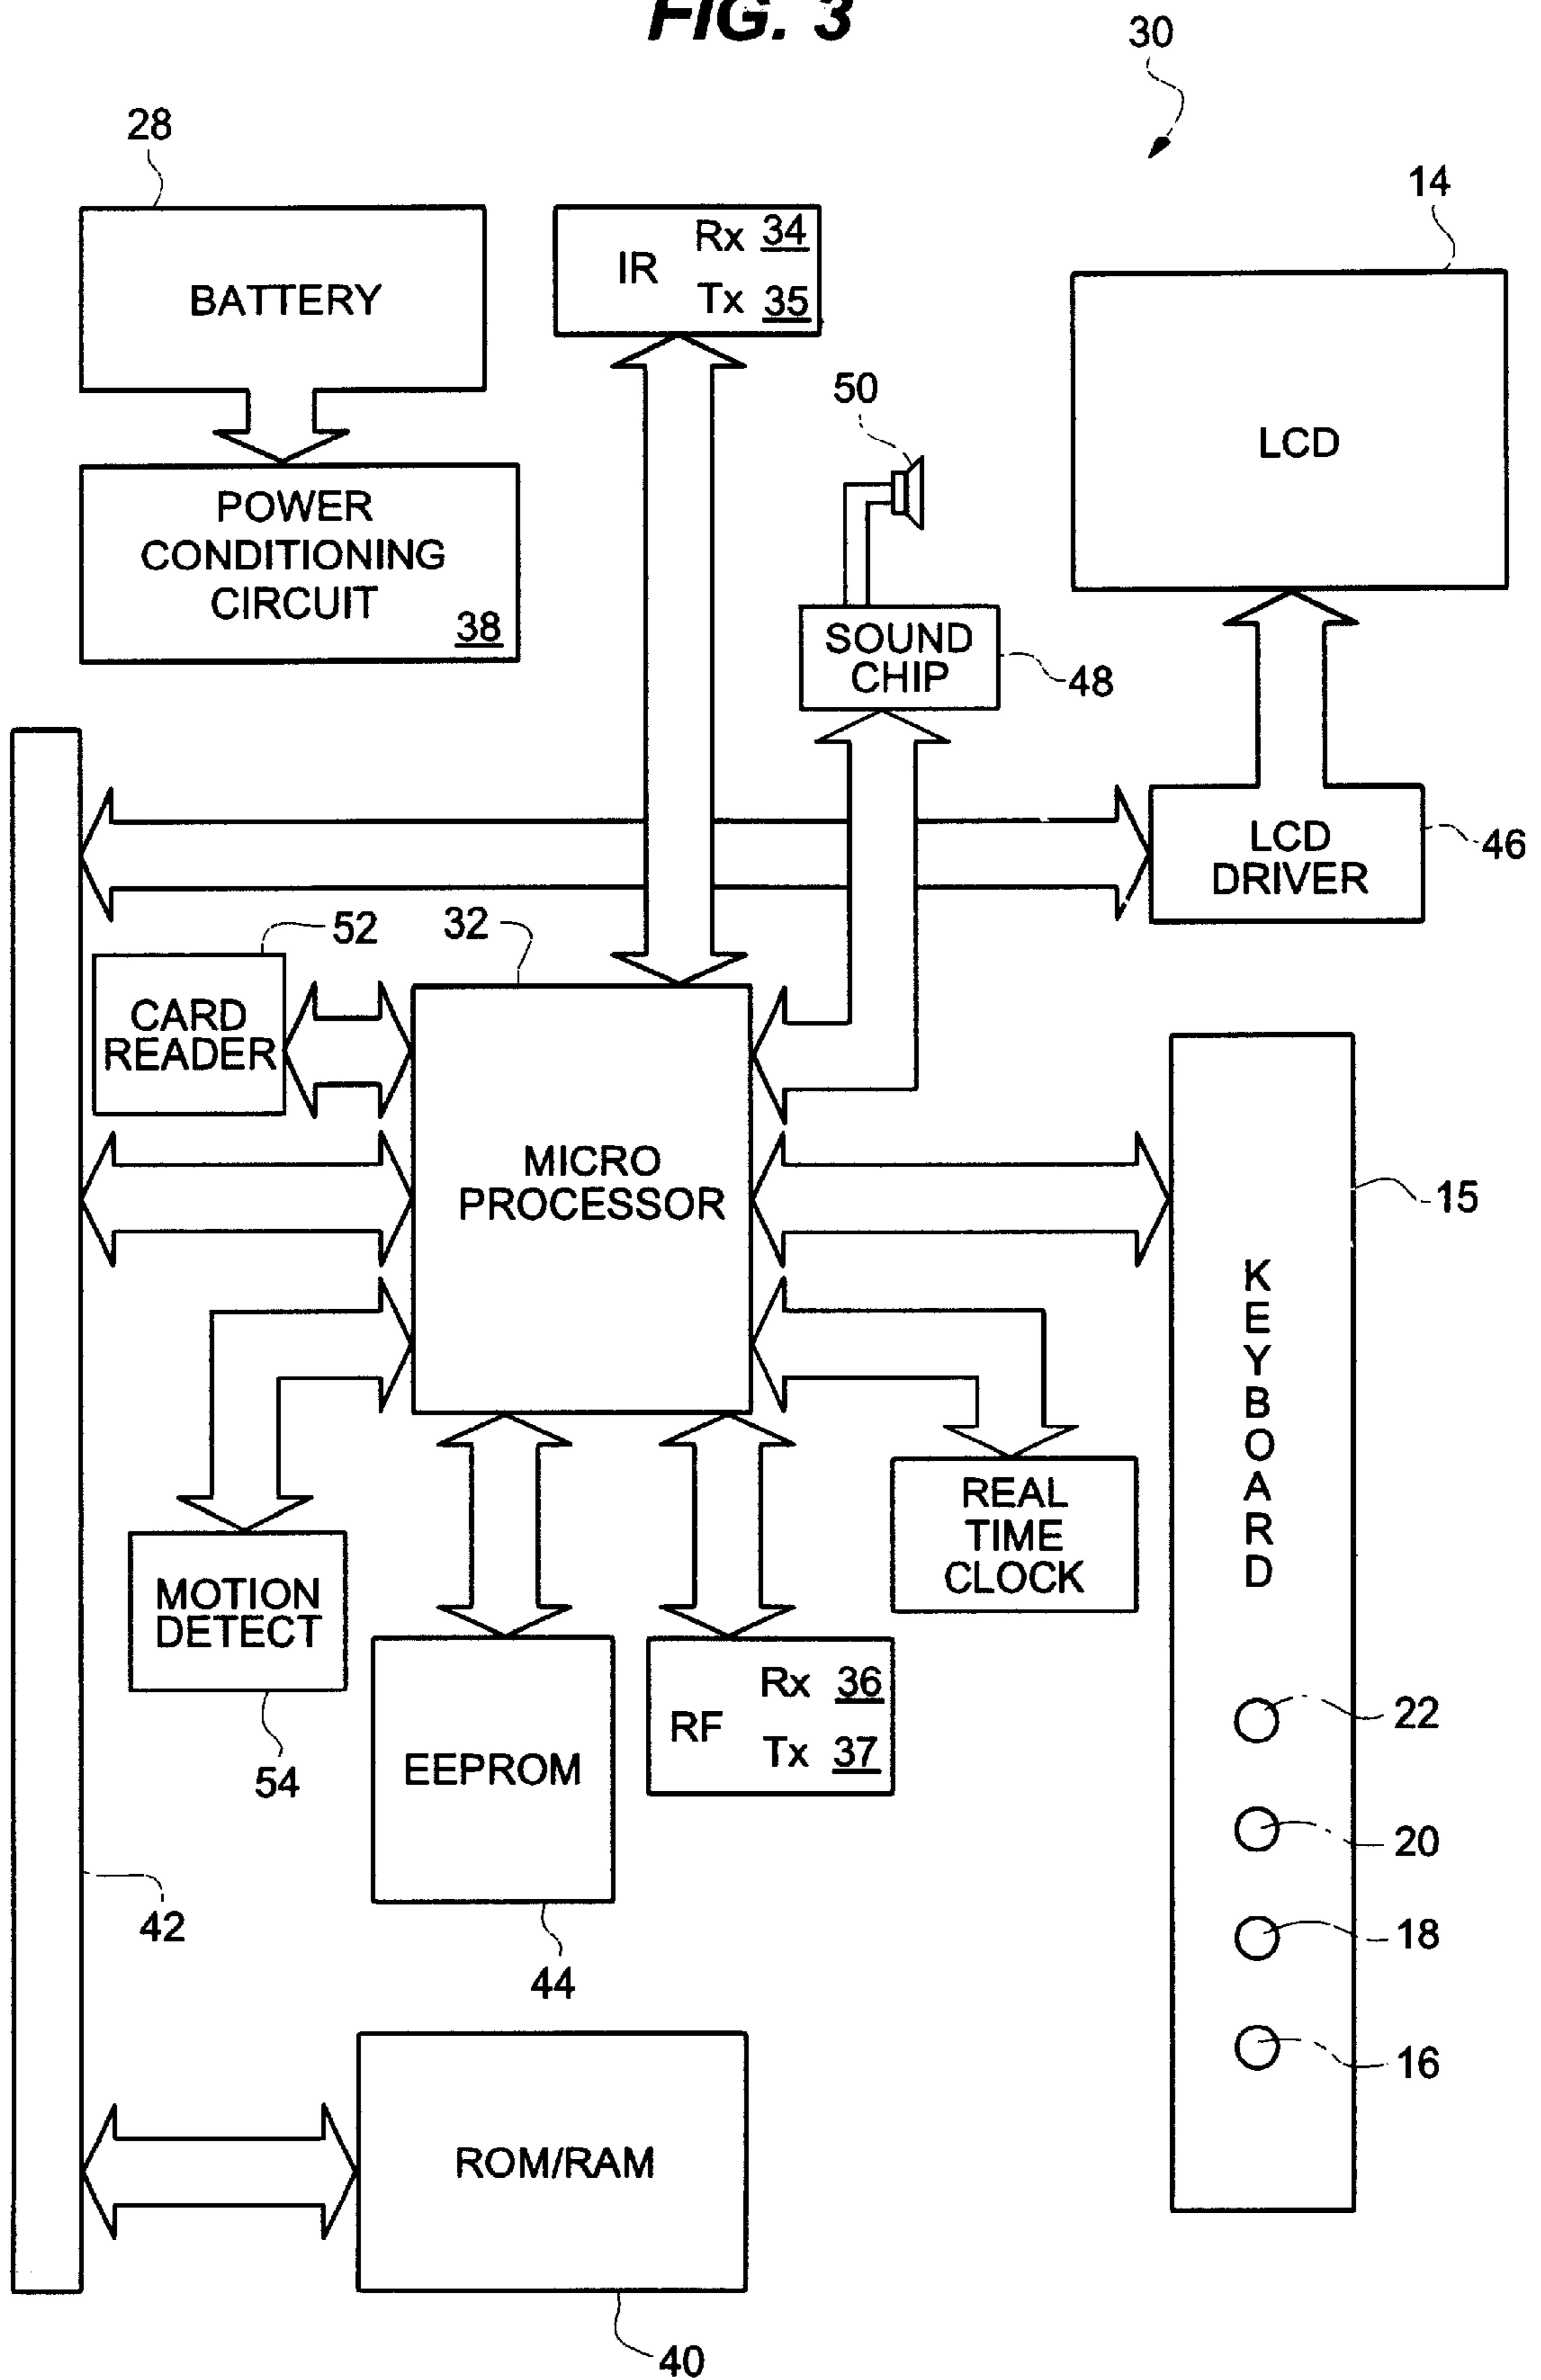 FIG. 3
30
28
14
BATTERY
IR
Rx 34
Tx 35
LCD
50
POWER
CONDITIONING
CIRCUIT
38
SOUND
CHIP
48
LCD
DRIVER
46
52
32
CARD
READER
MICRO
PROCESSOR
15
KEYBOARD
REAL
TIME
CLOCK
MOTION
DETECT
54
EEPROM
RF
Rx 36
Tx 37
22
20
18
16
42
44
ROM/RAM
40